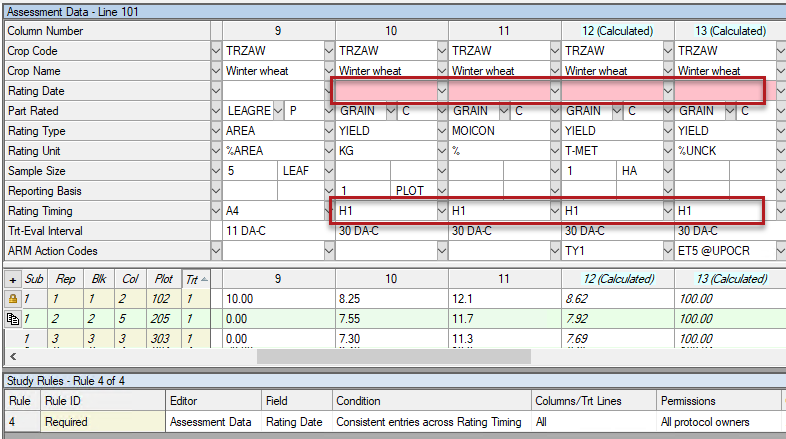 Assessment Data - Line 101
Column Number 9 10 11 12 (Calculated) 13 (Calculated)
Crop Code TRZAW TRZAW TRZAW TRZAW TRZAW
Crop Name Winter wheat Winter wheat Winter wheat Winter wheat Winter wheat
Rating Date
Part Rated LEAGRE P GRAIN C GRAIN C GRAIN C GRAIN C
Rating Type AREA YIELD MOICON YIELD YIELD
Rating Unit %AREA KG % T-MET %UNCK
Sample Size 5 LEAF 1 HA
Reporting Basis 1 PLOT
Rating Timing A4 H1 H1 H1 H1
Trt-Eval Interval 11 DA-C 30 DA-C 30 DA-C 30 DA-C 30 DA-C
ARM Action Codes TY1 ET5 @UPOCR
+ Sub Rep Blk Col Plot Trt 9 10 11 12 (Calculated) 13 (Calculated)
1 1 1 2 102 1 10.00 8.25 12.1 8.62 100.00
1 2 2 5 205 1 0.00 7.55 11.7 7.92 100.00
1 3 3 3 303 1 0.00 7.30 11.3 7.69 100.00
Study Rules - Rule 4 of 4
Rule Rule ID Editor Field Condition Columns/Trt Lines Permissions
4 Required Assessment Data Rating Date Consistent entries across Rating Timing All All protocol owners